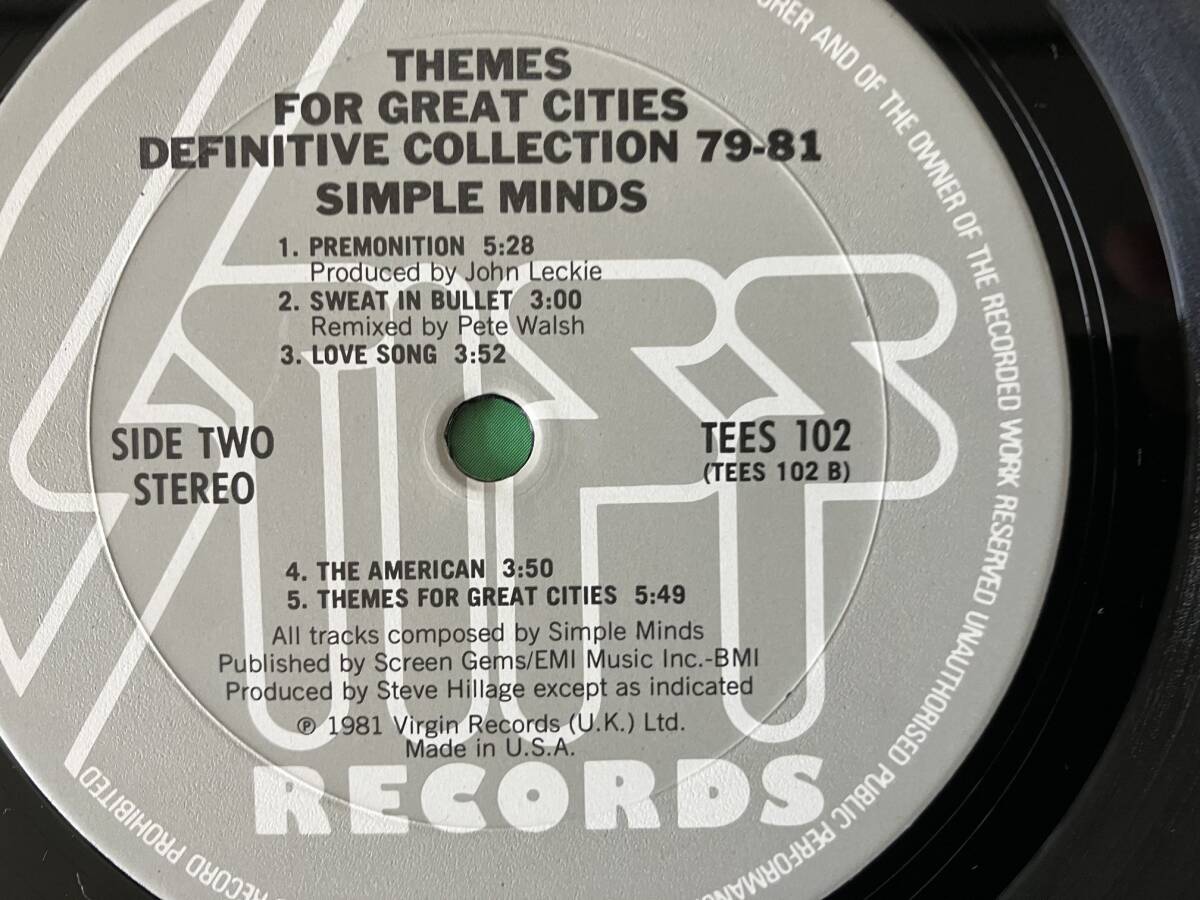 THEMES
FOR GREAT CITIES
DEFINITIVE COLLECTION 79-81
SIMPLE MINDS
1. PREMONITION 5:28
Produced by John Leckie
2. SWEAT IN BULLET 3:00
Remixed by Pete Walsh
3. LOVE SONG 3:52
SIDE TWO
STEREO
TEES 102
(TEES 102 B)
4. THE AMERICAN 3:50
5. THEMES FOR GREAT CITIES 5:49
All tracks composed by Simple Minds
Published by Screen Gems/EMI Music Inc.-BMI
Produced by Steve Hillage except as indicated
℗ 1981 Virgin Records (U.K.) Ltd.
Made in U.S.A.
STIFF
RECORDS
AND OF THE OWNER OF THE RECORDED WORK RESERVED UNAUTHORISED PUBLIC
RECORD PROHIBITED